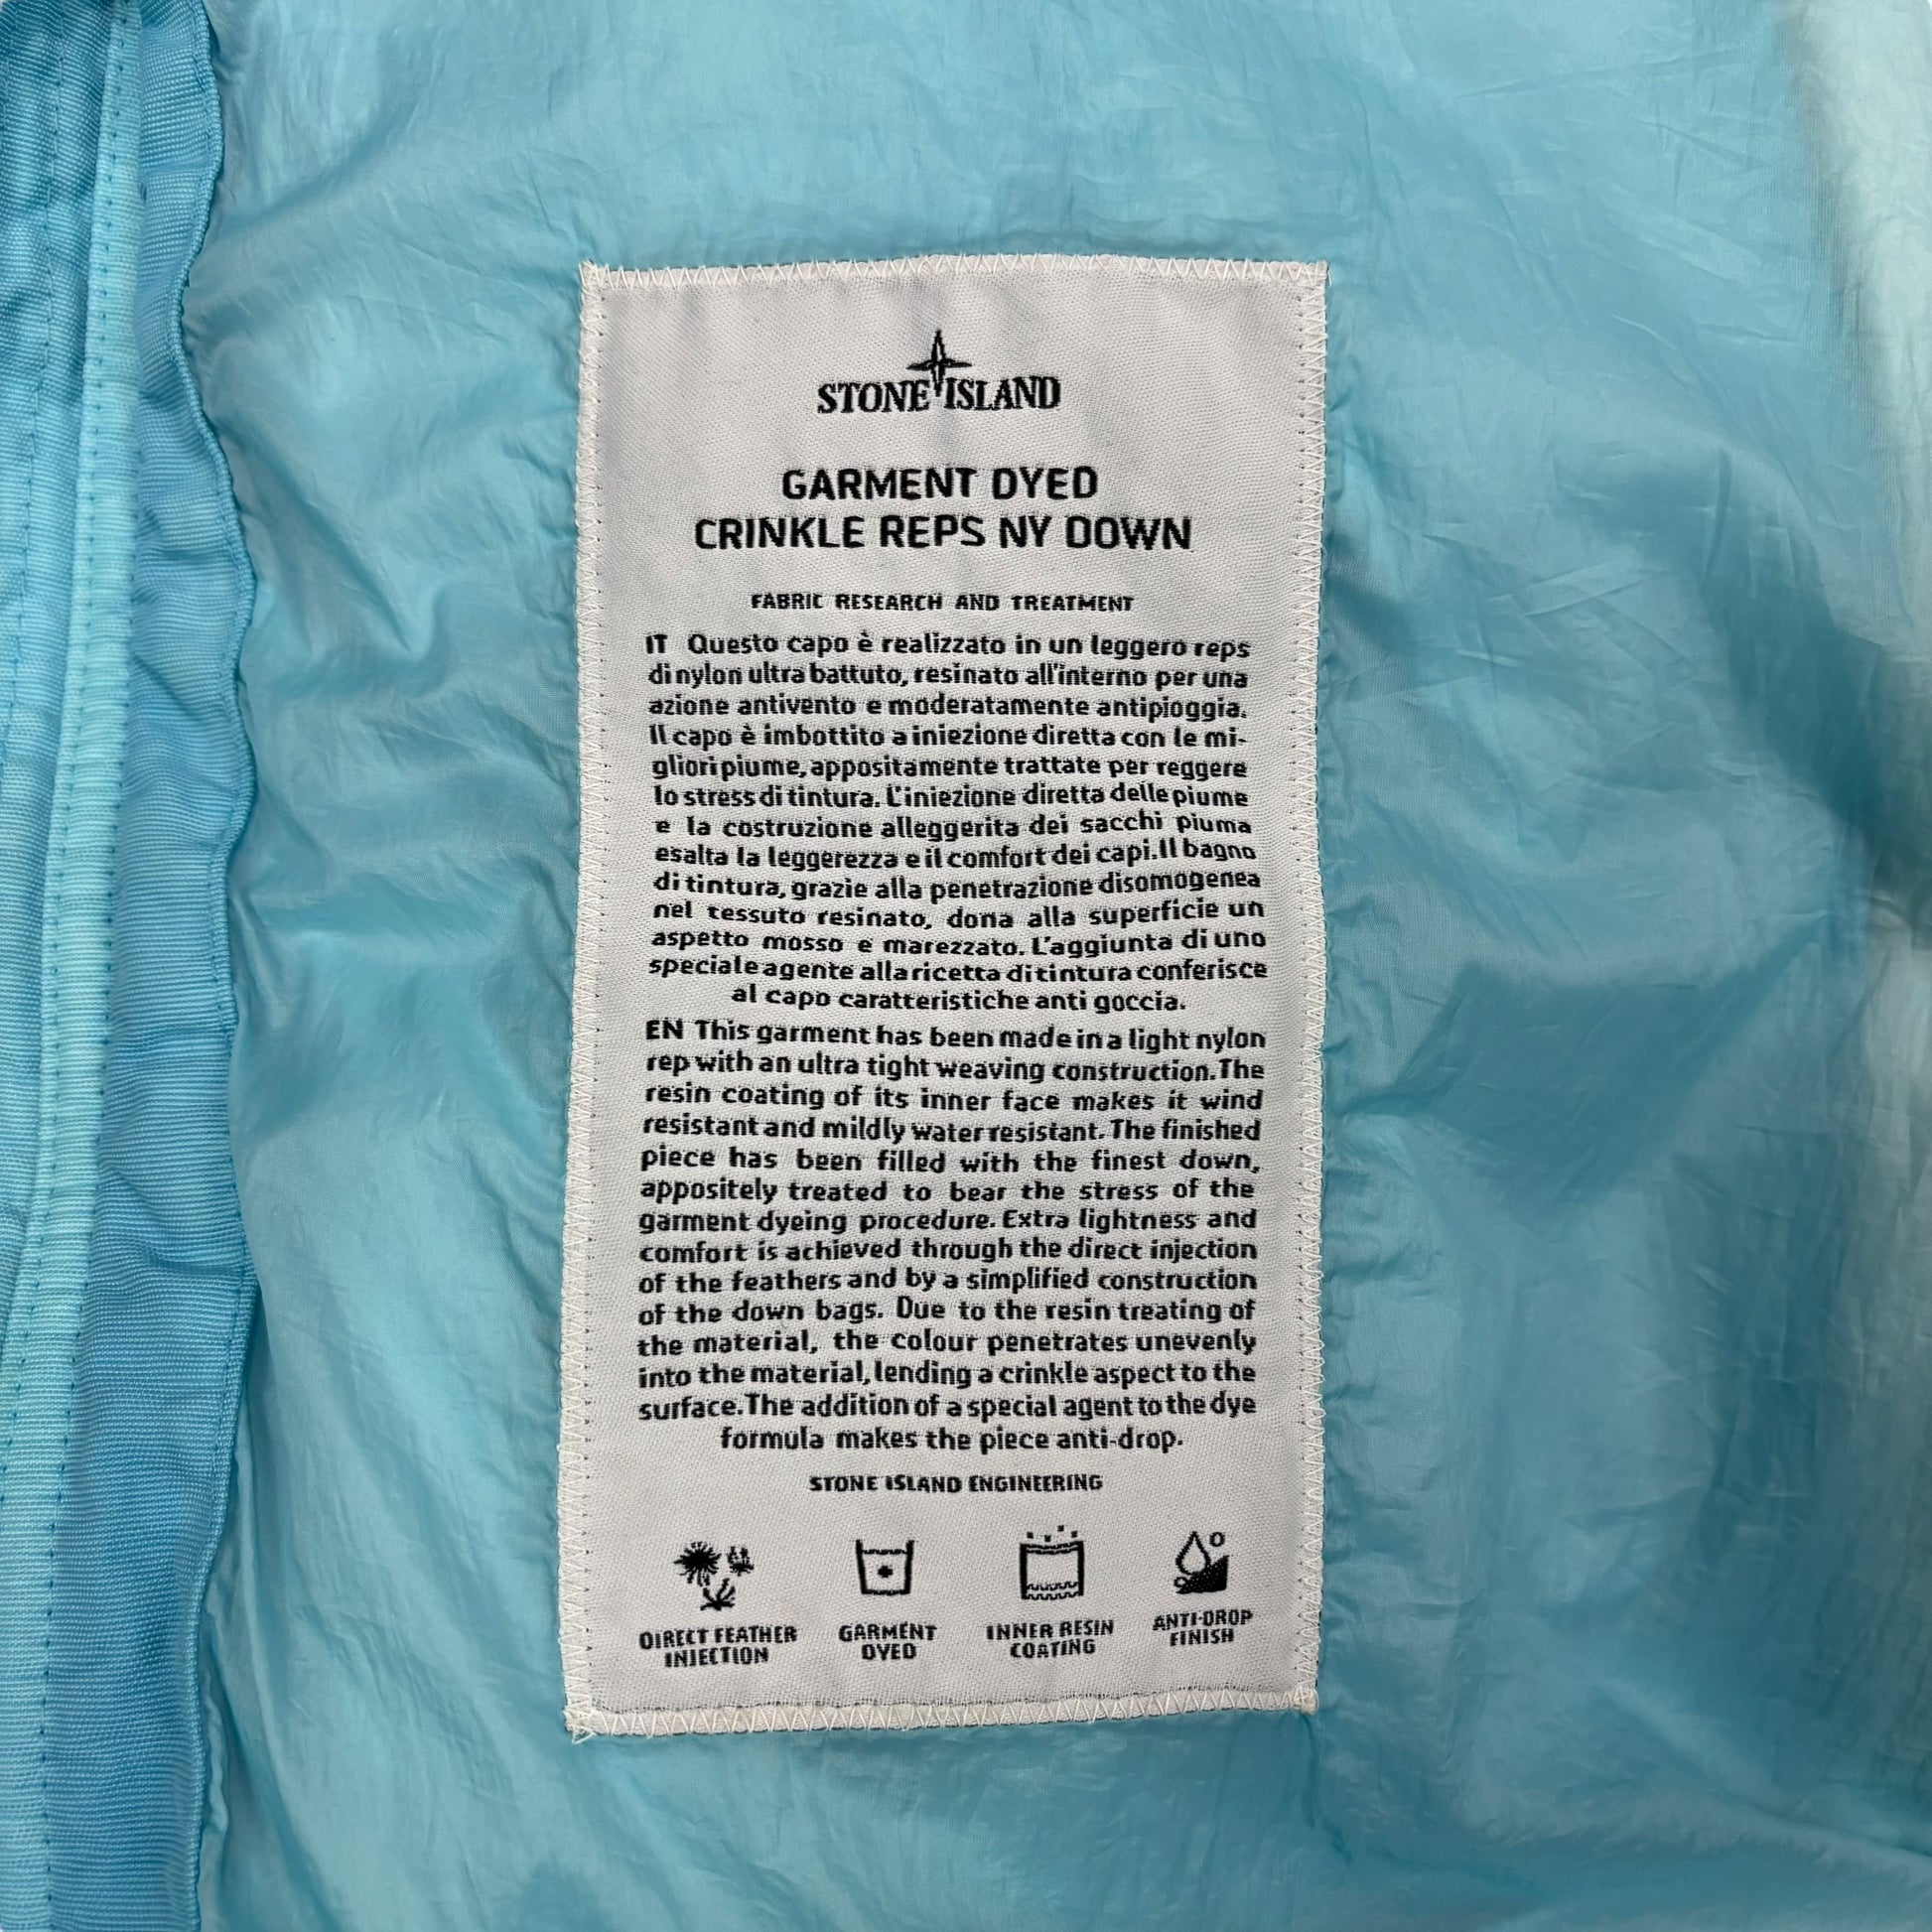 STONE ISLAND
GARMENT DYED
CRINKLE REPS NY DOWN
FABRIC RESEARCH AND TREATMENT
IT Questo capo è realizzato in un leggero reps
di nylon ultra battuto, resinato all'interno per una
azione antivento e moderatamente antipioggia.
Il capo è imbottito a iniezione diretta con le mi-
gliori piume, appositamente trattate per reggere
lo stress di tintura. L'iniezione diretta delle piume
e la costruzione alleggerita dei sacchi piuma
esalta la leggerezza e il comfort dei capi. Il bagno
di tintura, grazie alla penetrazione disomogenea
nel tessuto resinato, dona alla superficie un
aspetto mosso e marezzato. L'aggiunta di uno
speciale agente alla ricetta di tintura conferisce
al capo caratteristiche anti goccia.
EN This garment has been made in a light nylon
rep with an ultra tight weaving construction. The
resin coating of its inner face makes it wind
resistant and mildly water resistant. The finished
piece has been filled with the finest down,
appositely treated to bear the stress of the
garment dyeing procedure. Extra lightness and
comfort is achieved through the direct injection
of the feathers and by a simplified construction
of the down bags. Due to the resin treating of
the material, the colour penetrates unevenly
into the material, lending a crinkle aspect to the
surface. The addition of a special agent to the dye
formula makes the piece anti-drop.
STONE ISLAND ENGINEERING
DIRECT FEATHER INJECTION
GARMENT DYED
INNER RESIN COATING
ANTI-DROP FINISH